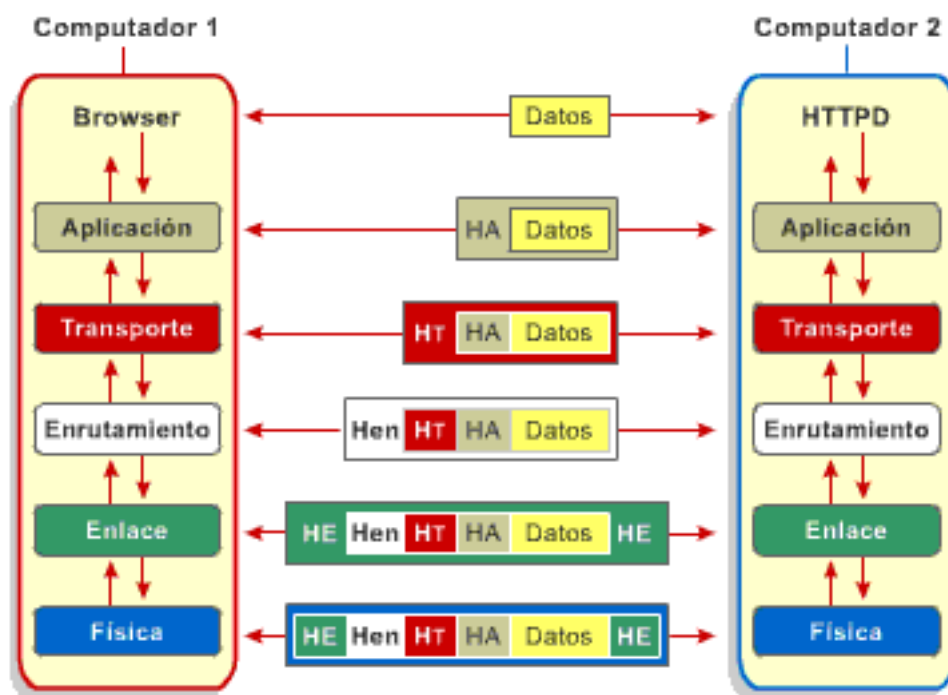 Computador 1 Computador 2
Browser Datos HTTPD
Aplicación HA Datos Aplicación
Transporte HT HA Datos Transporte
Enrutamiento Hen HT HA Datos Enrutamiento
Enlace HE Hen HT HA Datos HE Enlace
Física HE Hen HT HA Datos HE Física